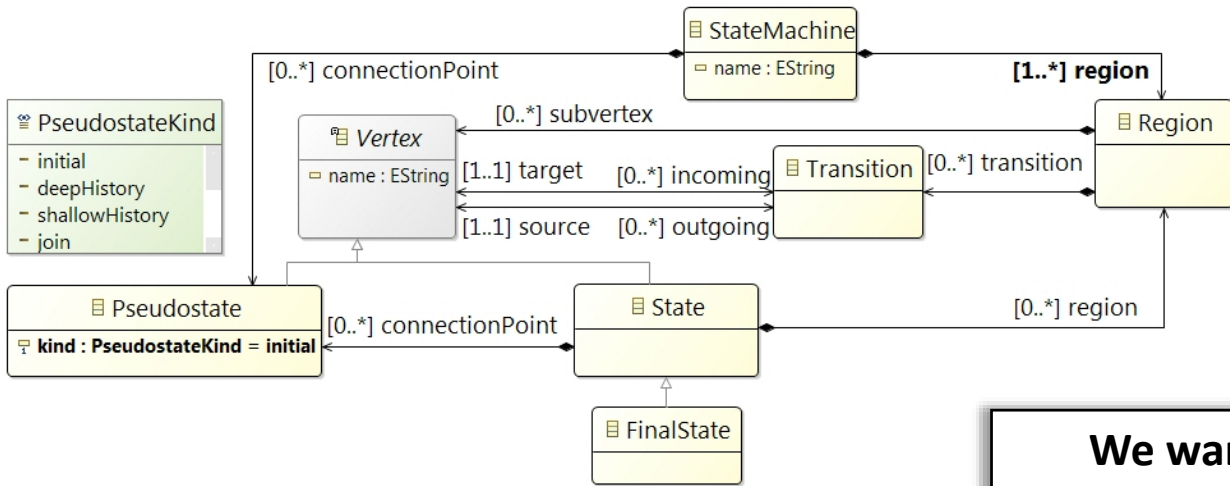 StateMachine
name : EString
[0..*] connectionPoint
[1..*] region
PseudostateKind
- initial
- deepHistory
- shallowHistory
- join
Vertex
name : EString
[0..*] subvertex
Region
[1..1] target
[0..*] incoming
Transition
[0..*] transition
[1..1] source
[0..*] outgoing
Pseudostate
kind : PseudostateKind = initial
[0..*] connectionPoint
State
[0..*] region
FinalState
We wa